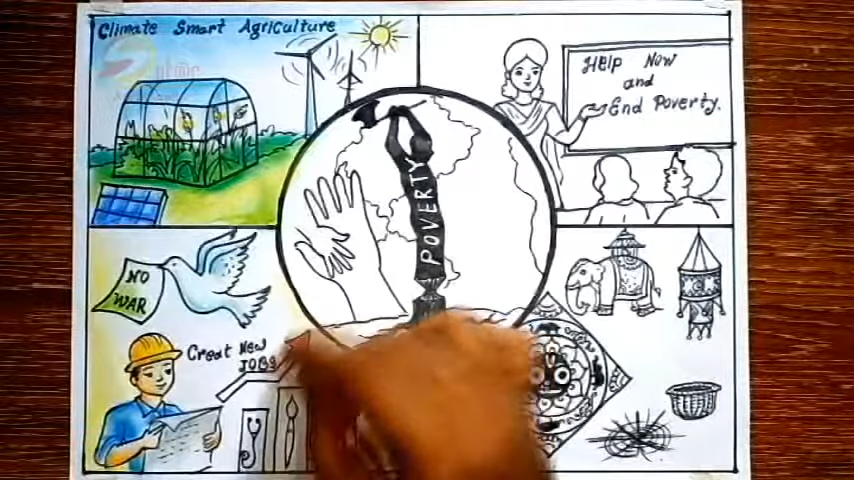 Climate Smart Agriculture
Help Now
and
End Poverty.
POVERTY
NO
WAR
Creat New
JOBS